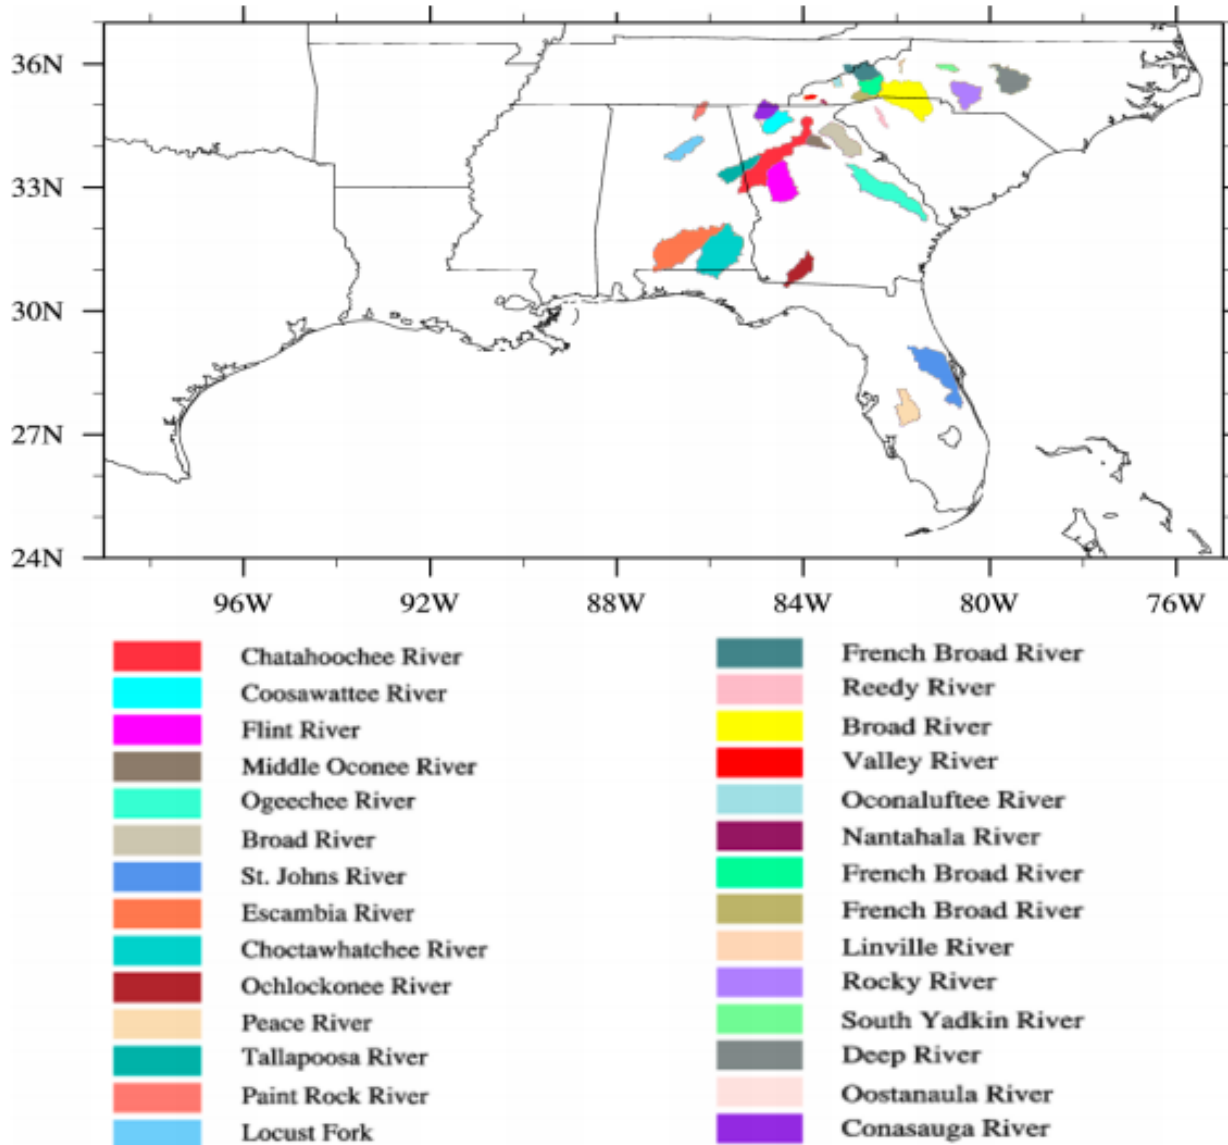 36N
33N
30N
27N
24N
96W 92W 88W 84W 80W 76W
Chatahoochee River
Coosawattee River
Flint River
Middle Oconee River
Ogeechee River
Broad River
St. Johns River
Escambia River
Choctawhatchee River
Ochlockonee River
Peace River
Tallapoosa River
Paint Rock River
Locust Fork
French Broad River
Reedy River
Broad River
Valley River
Oconaluftee River
Nantahala River
French Broad River
French Broad River
Linville River
Rocky River
South Yadkin River
Deep River
Oostanaula River
Conasauga River